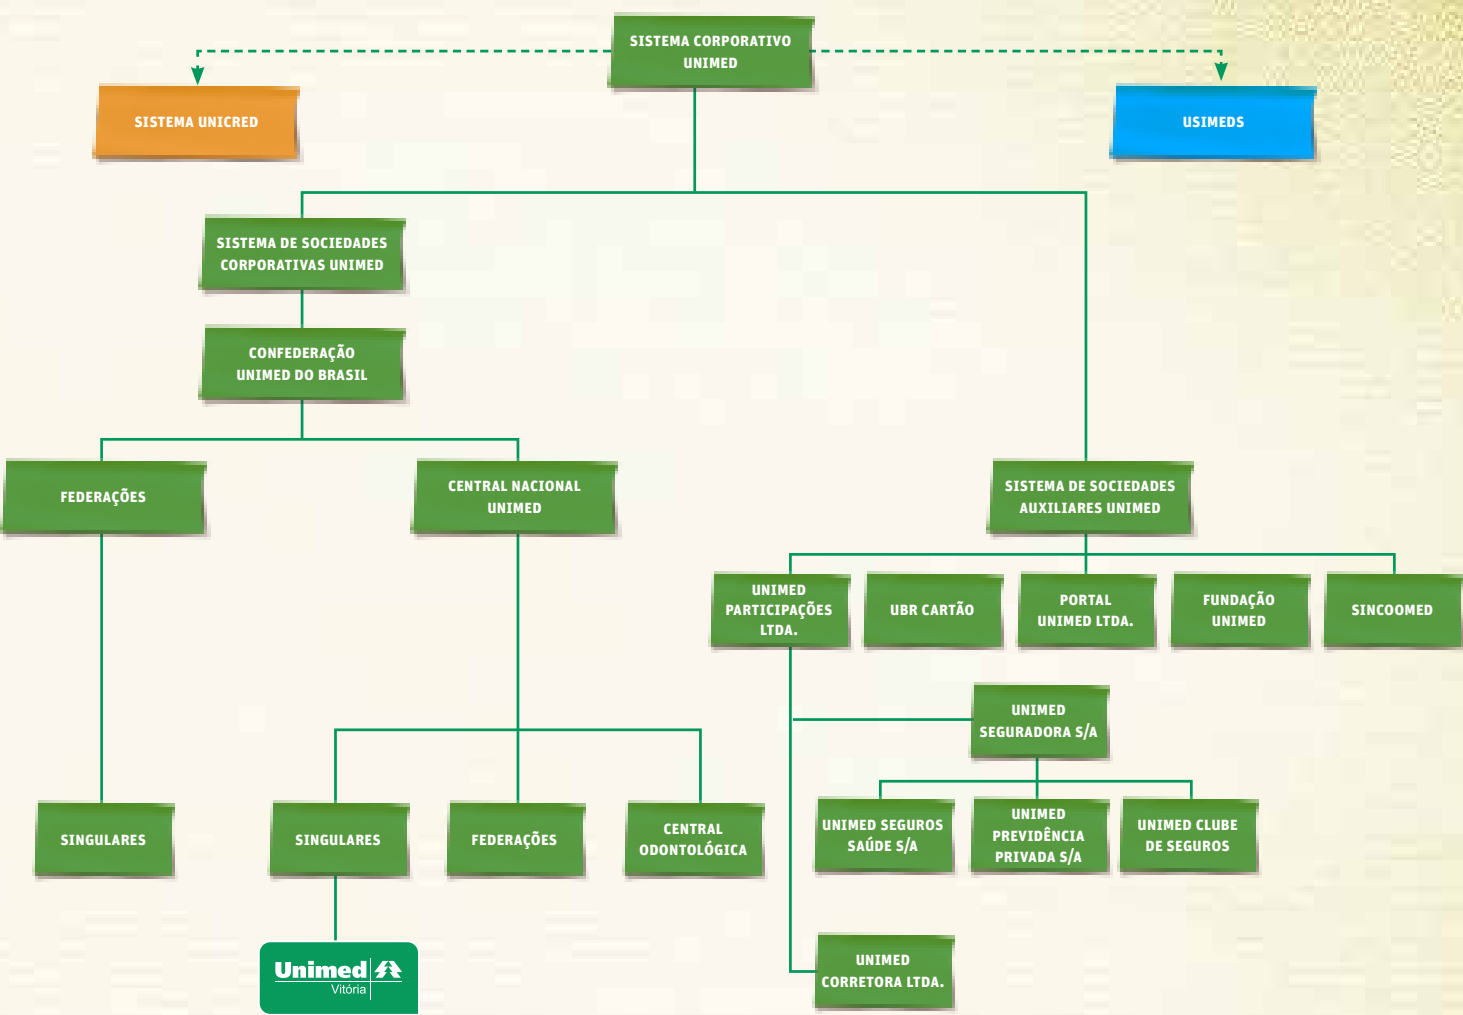 SISTEMA CORPORATIVO
UNIMED
SISTEMA UNICRED
USIMEDS
SISTEMA DE SOCIEDADES
CORPORATIVAS UNIMED
CONFEDERAÇÃO
UNIMED DO BRASIL
FEDERAÇÕES
CENTRAL NACIONAL
UNIMED
SISTEMA DE SOCIEDADES
AUXILIARES UNIMED
UNIMED
PARTICIPAÇÕES
LTDA.
UBR CARTÃO
PORTAL
UNIMED LTDA.
FUNDAÇÃO
UNIMED
SINCOOMED
UNIMED
SEGURADORA S/A
SINGULARES
SINGULARES
FEDERAÇÕES
CENTRAL
ODONTOLÓGICA
UNIMED SEGUROS
SAÚDE S/A
UNIMED
PREVIDÊNCIA
PRIVADA S/A
UNIMED CLUBE
DE SEGUROS
Unimed
Vitória
UNIMED
CORRETORA LTDA.